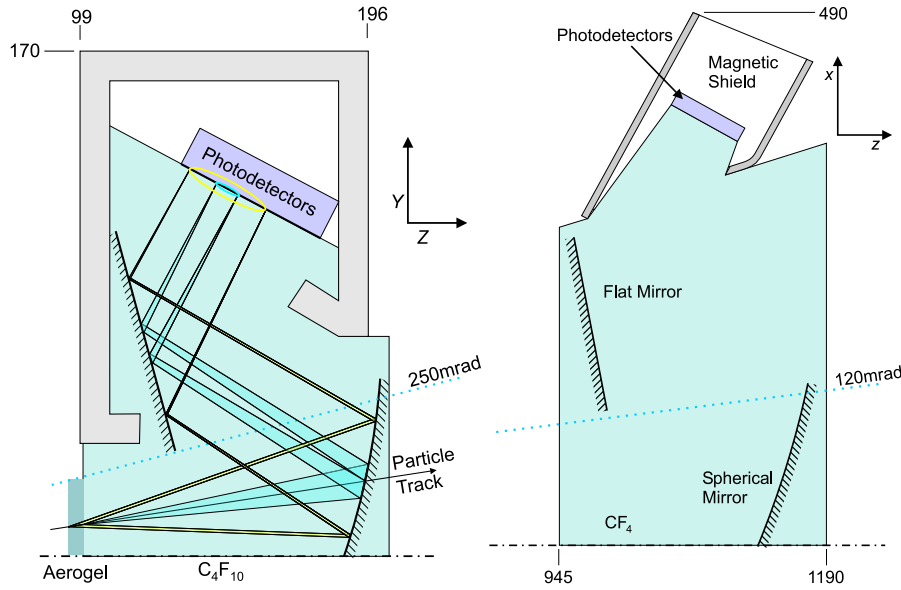 99
196
170
Photodetectors
Y
Z
250mrad
Particle
Track
Aerogel
C₄F₁₀
490
Photodetectors
Magnetic
Shield
x
z
Flat Mirror
120mrad
Spherical
Mirror
CF₄
945
1190